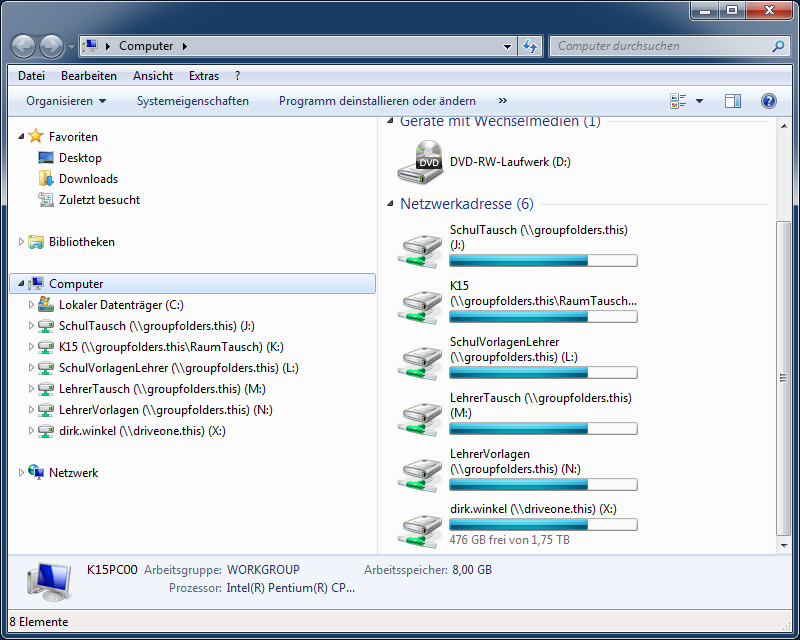 Computer
Computer durchsuchen
Datei Bearbeiten Ansicht Extras ?
Organisieren Systemeigenschaften Programm deinstallieren oder ändern »
Favoriten
Desktop
Downloads
Zuletzt besucht
Bibliotheken
Computer
Lokaler Datenträger (C:)
SchulTausch (\\groupfolders.this) (J:)
K15 (\\groupfolders.this\RaumTausch) (K:)
SchulVorlagenLehrer (\\groupfolders.this) (L:)
LehrerTausch (\\groupfolders.this) (M:)
LehrerVorlagen (\\groupfolders.this) (N:)
dirk.winkel (\\driveone.this) (X:)
Netzwerk
Geräte mit Wechselmedien (1)
DVD
DVD-RW-Laufwerk (D:)
Netzwerkadresse (6)
SchulTausch (\\groupfolders.this)
(J:)
K15
(\\groupfolders.this\RaumTausch...
SchulVorlagenLehrer
(\\groupfolders.this) (L:)
LehrerTausch (\\groupfolders.this)
(M:)
LehrerVorlagen
(\\groupfolders.this) (N:)
dirk.winkel (\\driveone.this) (X:)
476 GB frei von 1,75 TB
K15PC00 Arbeitsgruppe: WORKGROUP Arbeitsspeicher: 8,00 GB
Prozessor: Intel(R) Pentium(R) CP...
8 Elemente